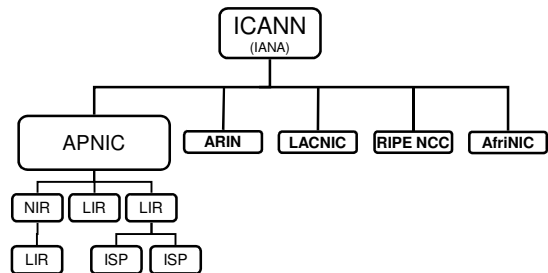 ICANN
(IANA)
APNIC
ARIN
LACNIC
RIPE NCC
AfriNIC
NIR
LIR
LIR
LIR
ISP
ISP